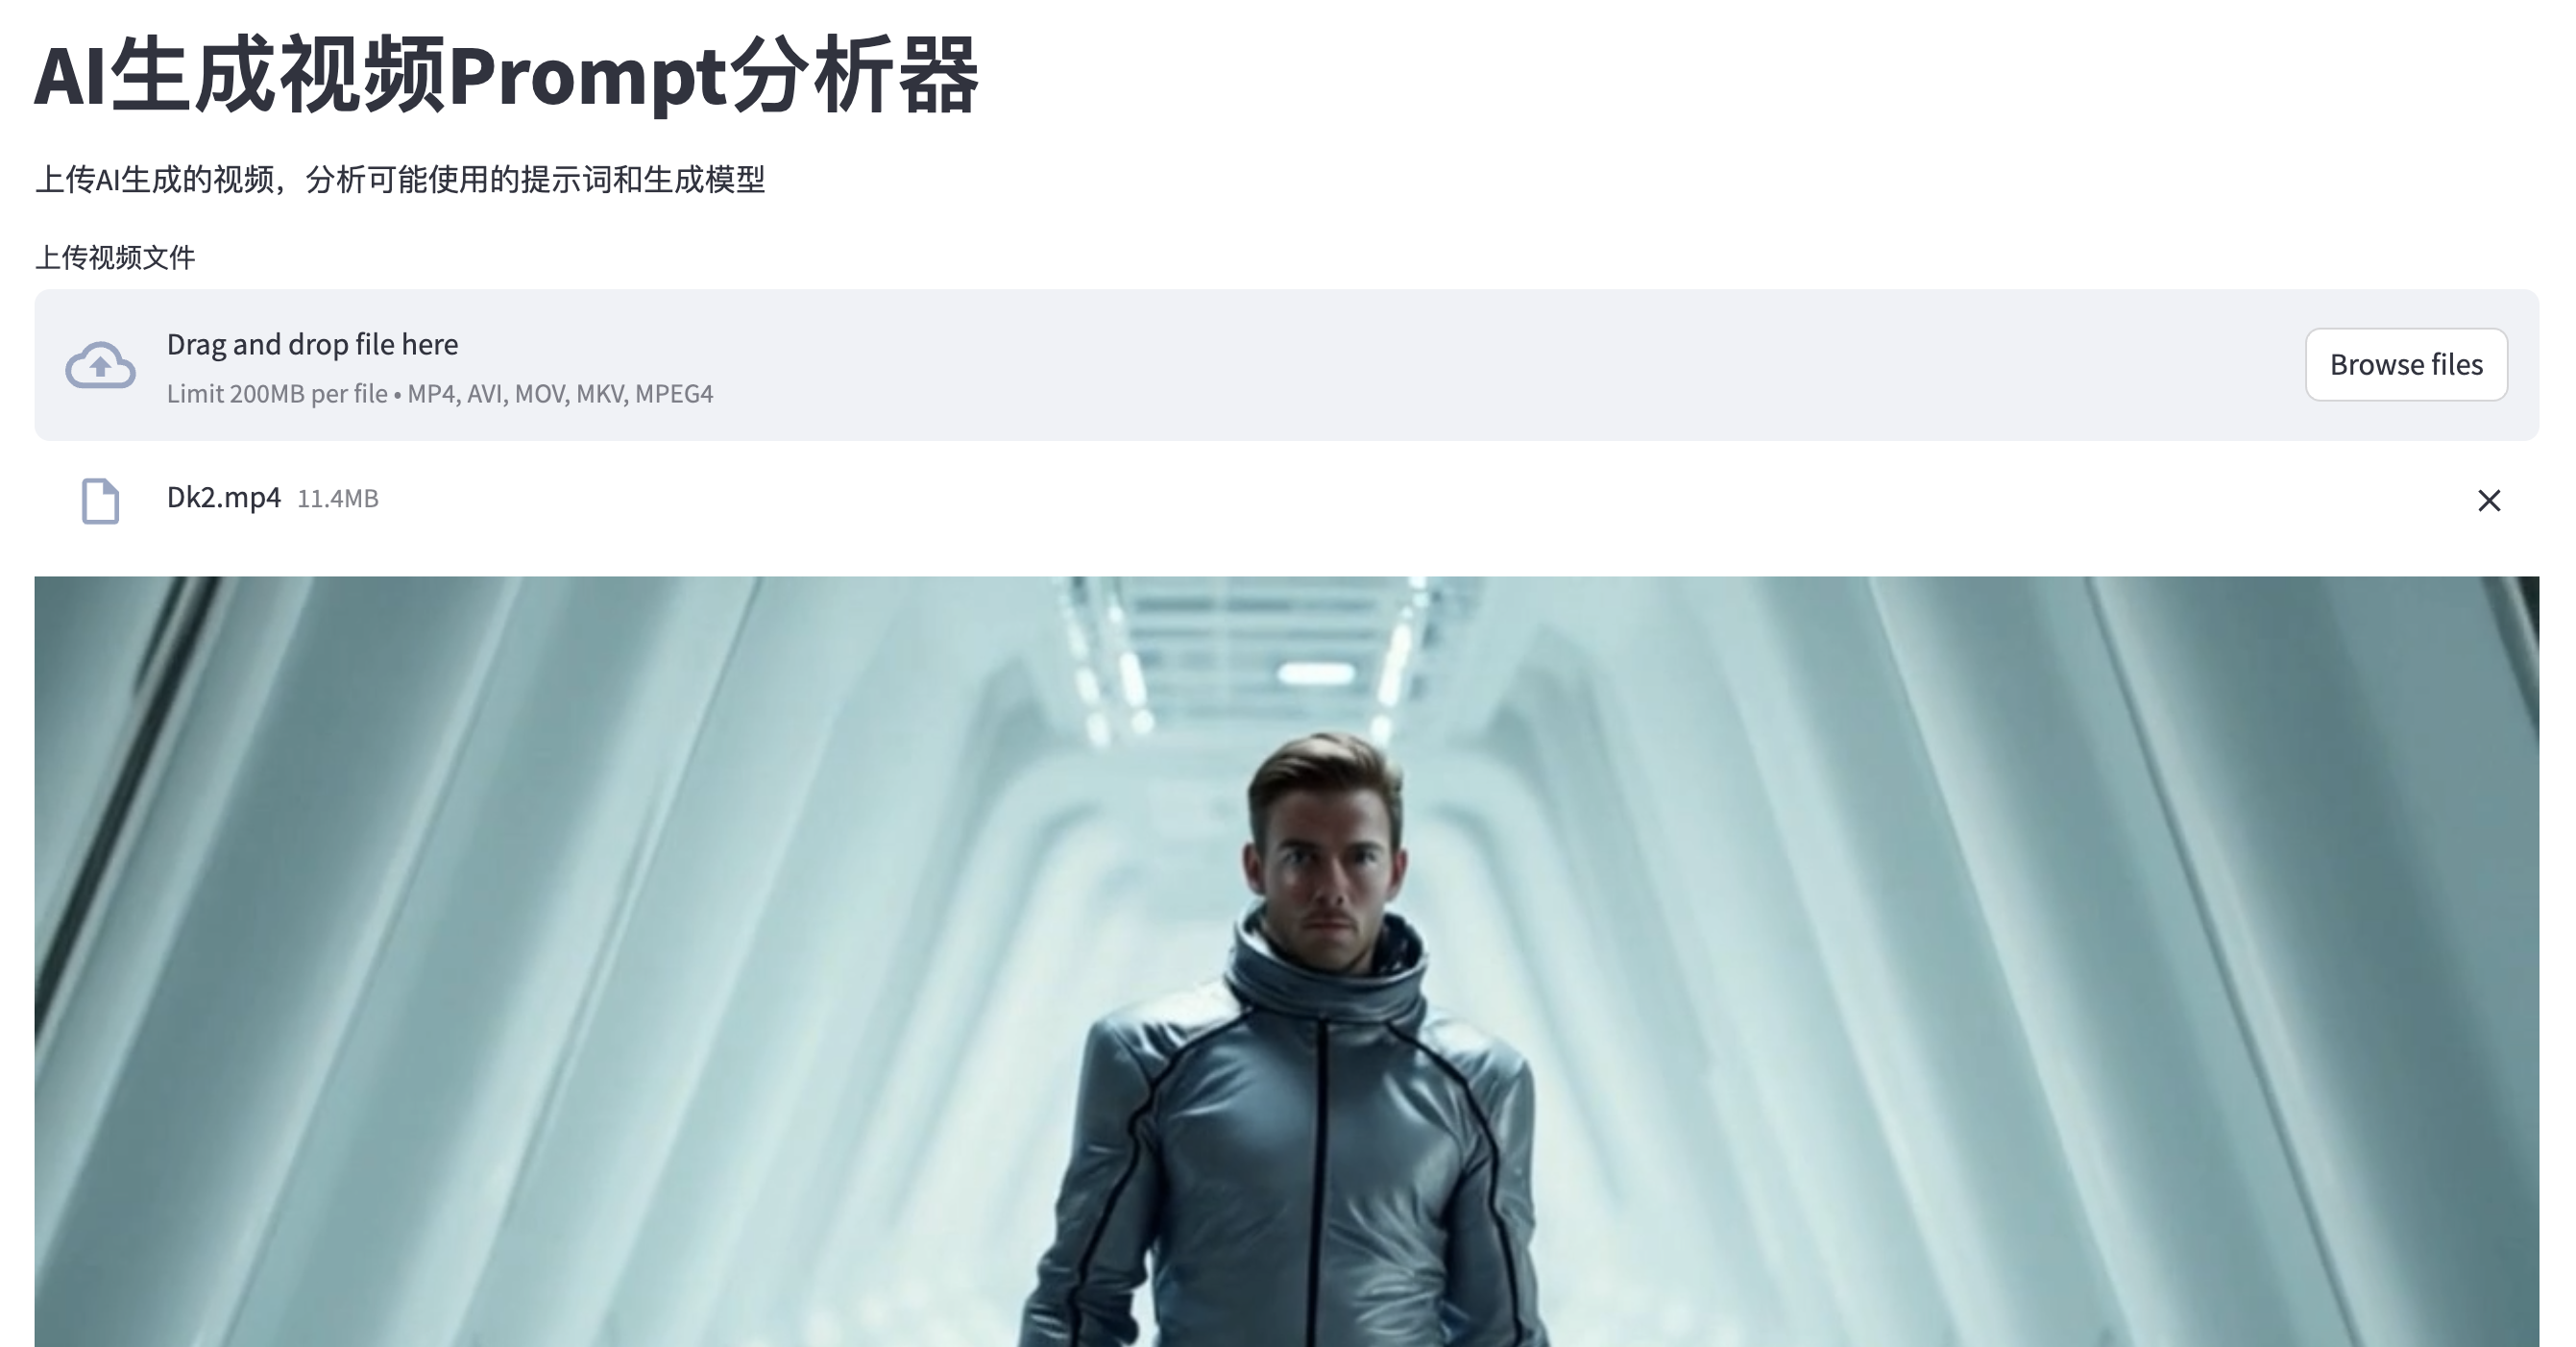 AI生成视频Prompt分析器
上传AI生成的视频，分析可能使用的提示词和生成模型
上传视频文件
Drag and drop file here
Limit 200MB per file • MP4, AVI, MOV, MKV, MPEG4
Browse files
Dk2.mp4 11.4MB